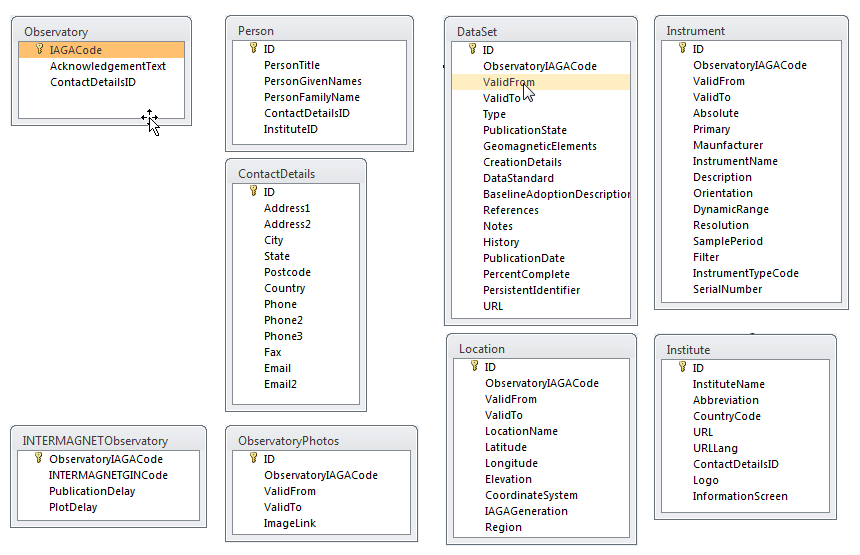 Observatory
IAGACode
AcknowledgementText
ContactDetailsID
Person
ID
PersonTitle
PersonGivenNames
PersonFamilyName
ContactDetailsID
InstituteID
DataSet
ID
ObservatoryIAGACode
ValidFrom
ValidTo
Type
PublicationState
GeomagneticElements
CreationDetails
DataStandard
BaselineAdoptionDescription
References
Notes
History
PublicationDate
PercentComplete
PersistentIdentifier
URL
Instrument
ID
ObservatoryIAGACode
ValidFrom
ValidTo
Absolute
Primary
Maunfacturer
InstrumentName
Description
Orientation
DynamicRange
Resolution
SamplePeriod
Filter
InstrumentTypeCode
SerialNumber
ContactDetails
ID
Address1
Address2
City
State
Postcode
Country
Phone
Phone2
Phone3
Fax
Email
Email2
Location
ID
ObservatoryIAGACode
ValidFrom
ValidTo
LocationName
Latitude
Longitude
Elevation
CoordinateSystem
IAGAGeneration
Region
Institute
ID
InstituteName
Abbreviation
CountryCode
URL
URLLang
ContactDetailsID
Logo
InformationScreen
INTERMAGNETObservatory
ObservatoryIAGACode
INTERMAGNETGINCode
PublicationDelay
PlotDelay
ObservatoryPhotos
ID
ObservatoryIAGACode
ValidFrom
ValidTo
ImageLink